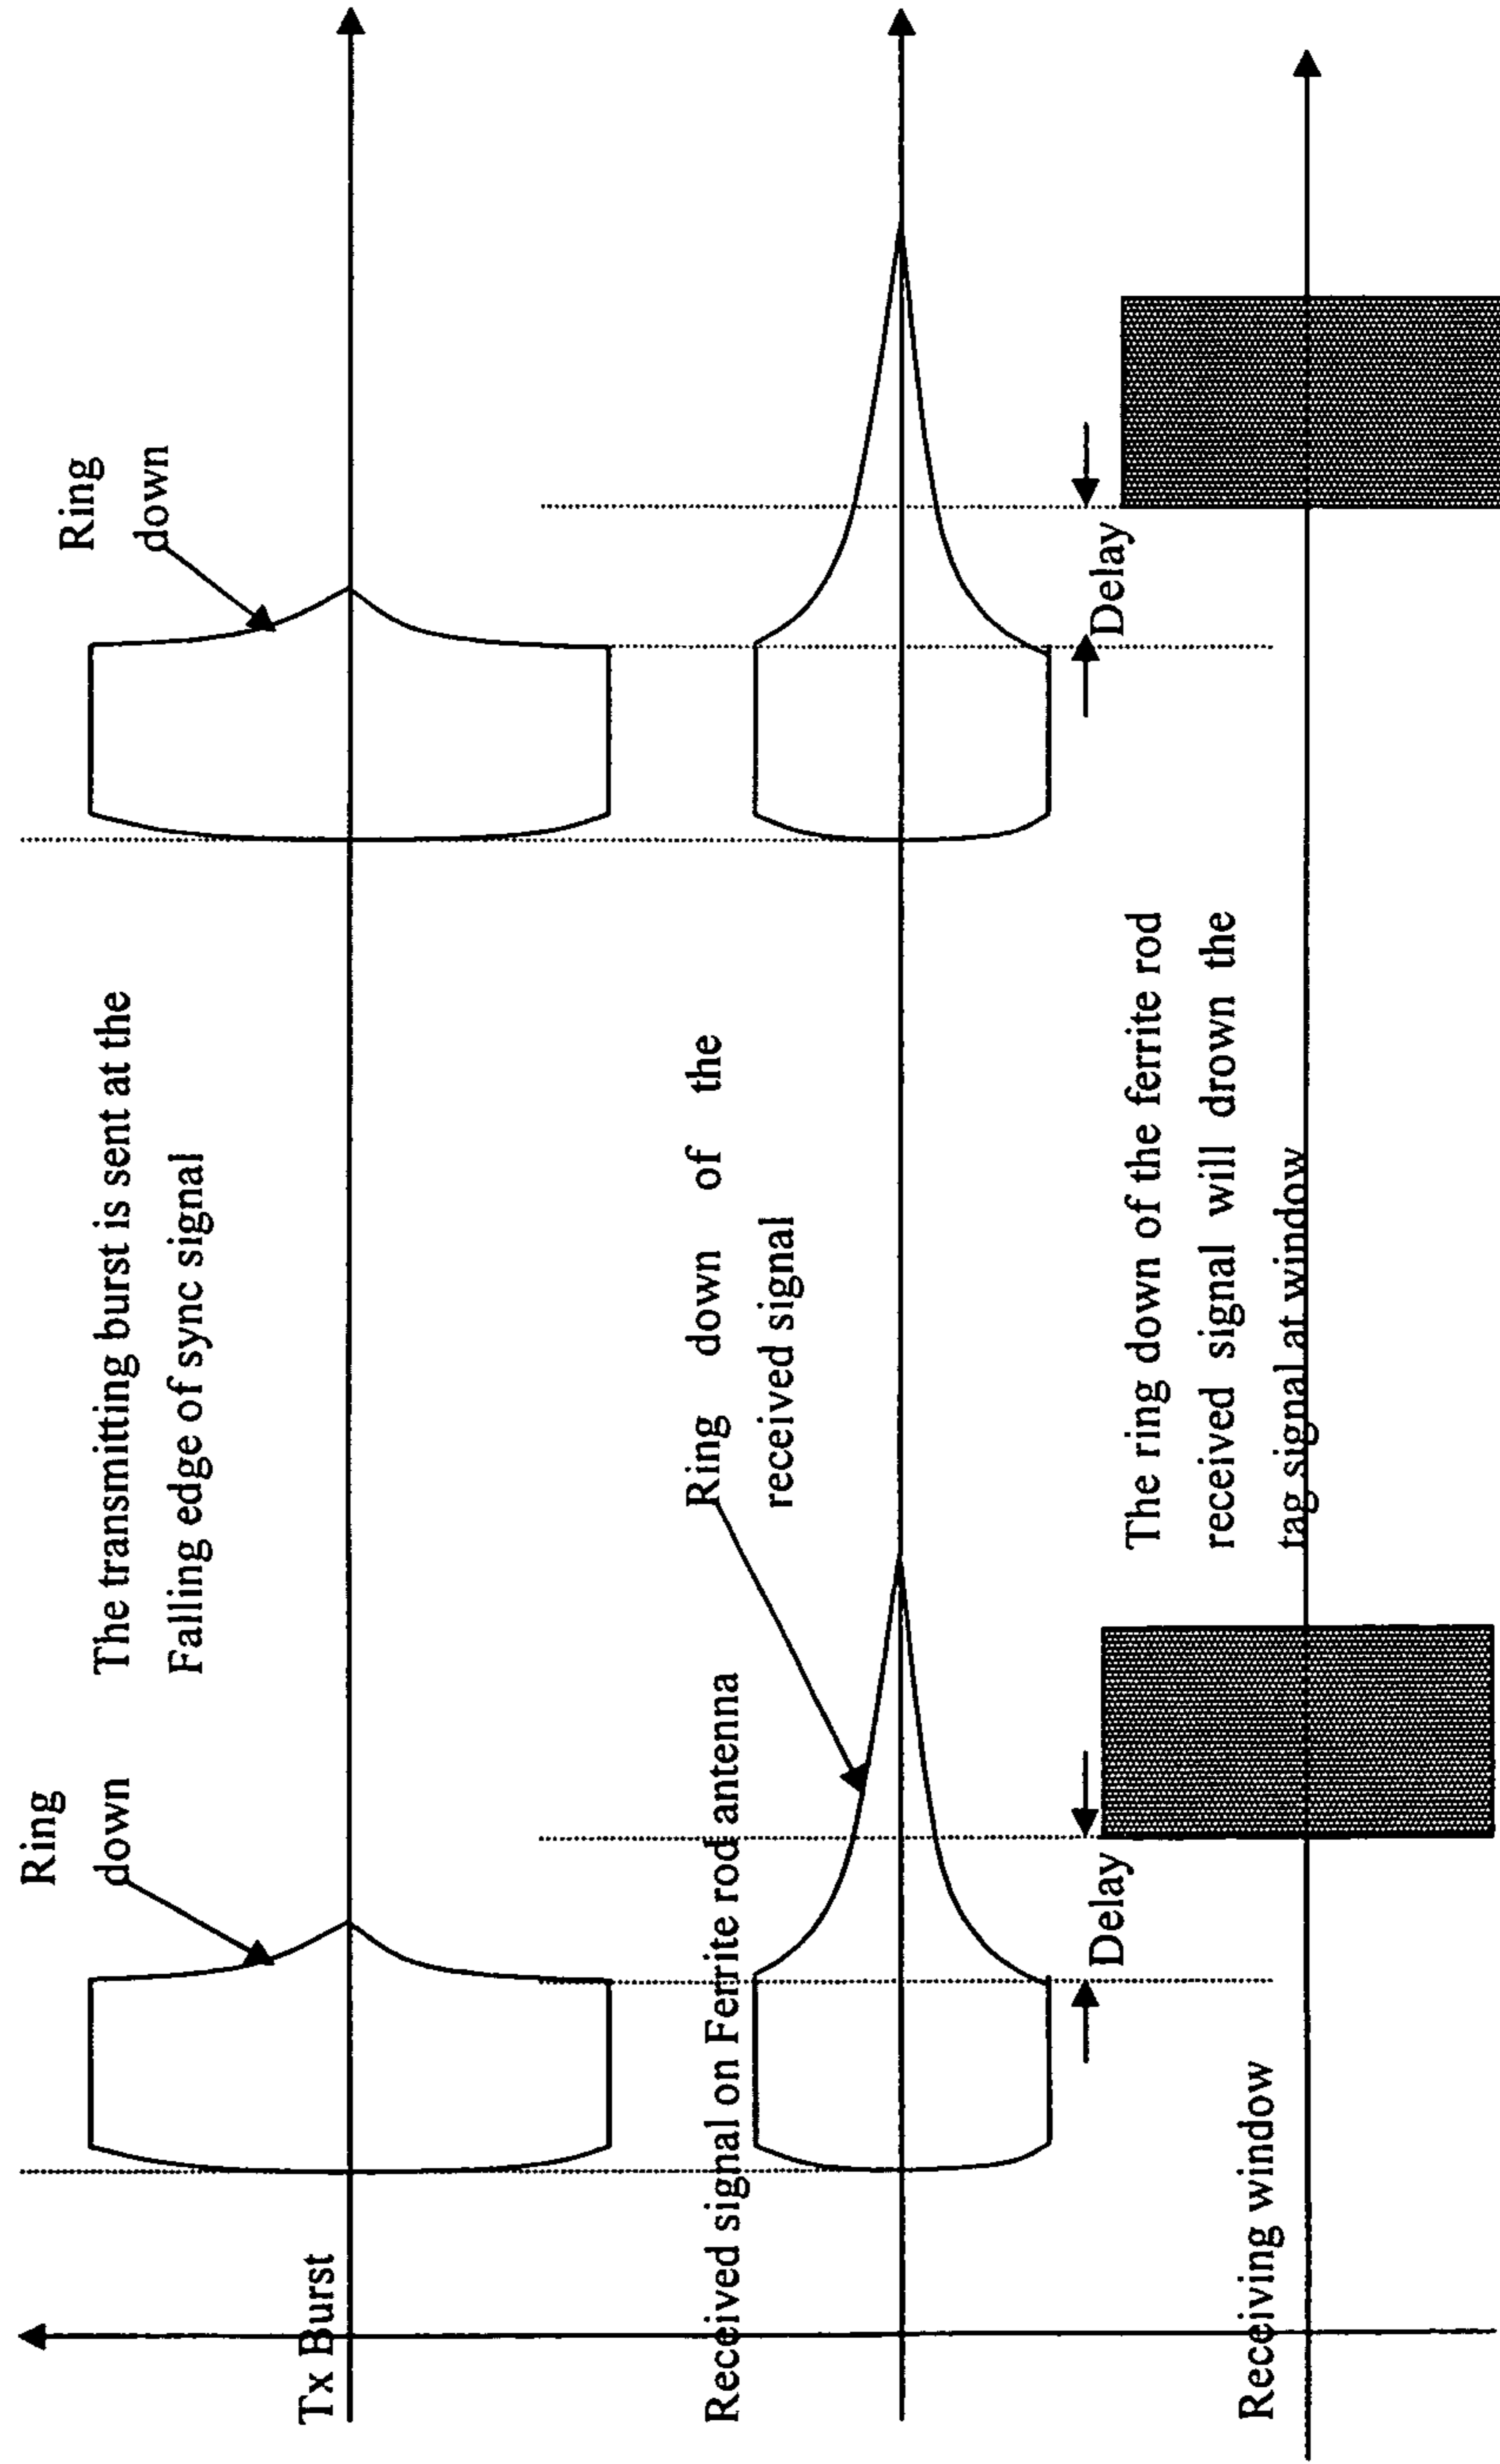 Ring
down
The transmitting burst is sent at the
Falling edge of sync signal
Ring
down
Tx Burst
Ring down of the
received signal
Received signal on Ferrite rod antenna
Delay
Delay
The ring down of the ferrite rod
received signal will drown the
tag signal at window
Receiving window